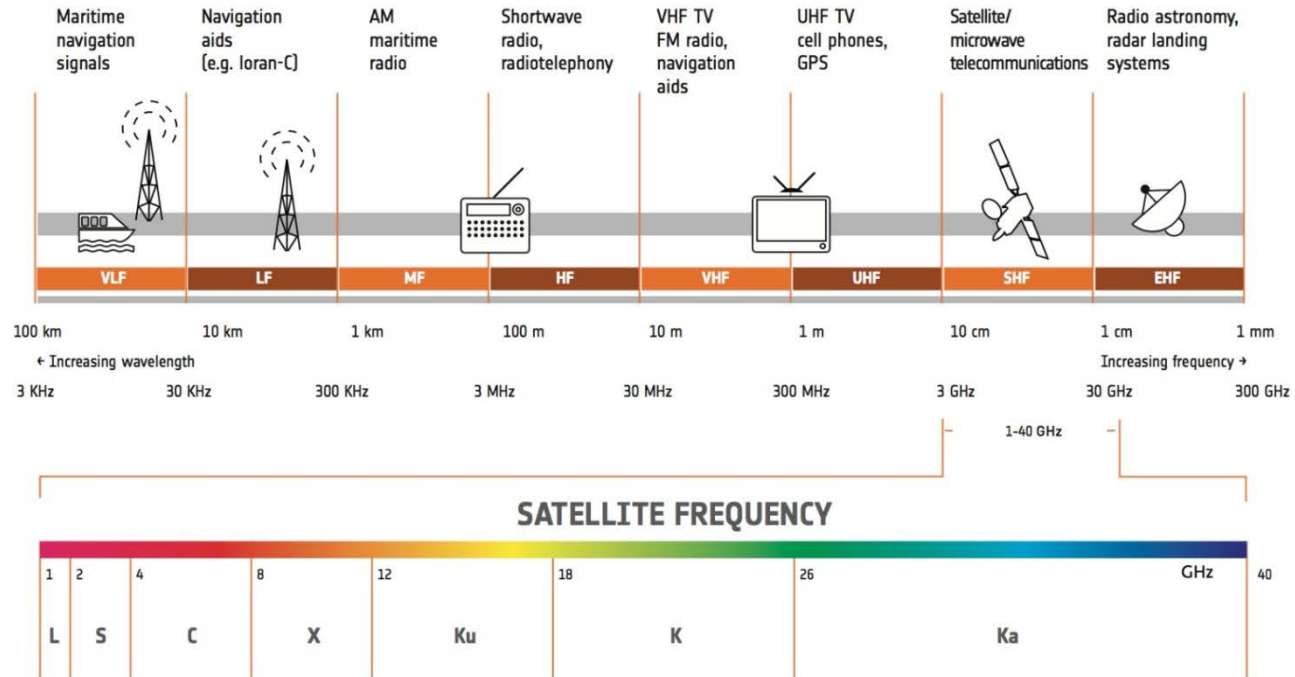 Maritime
navigation
signals
Navigation
aids
(e.g. loran-C)
AM
maritime
radio
Shortwave
radio,
radiotelephony
VHF TV
FM radio,
navigation
aids
UHF TV
cell phones,
GPS
Satellite/
microwave
telecommunications
Radio astronomy,
radar landing
systems
VLF LF MF HF VHF UHF SHF EHF
100 km 10 km 1 km 100 m 10 m 1 m 10 cm 1 cm 1 mm
← Increasing wavelength Increasing frequency →
3 KHz 30 KHz 300 KHz 3 MHz 30 MHz 300 MHz 3 GHz 30 GHz 300 GHz
1-40 GHz
SATELLITE FREQUENCY
1 2 4 8 12 18 26 GHz 40
L S C X Ku K Ka